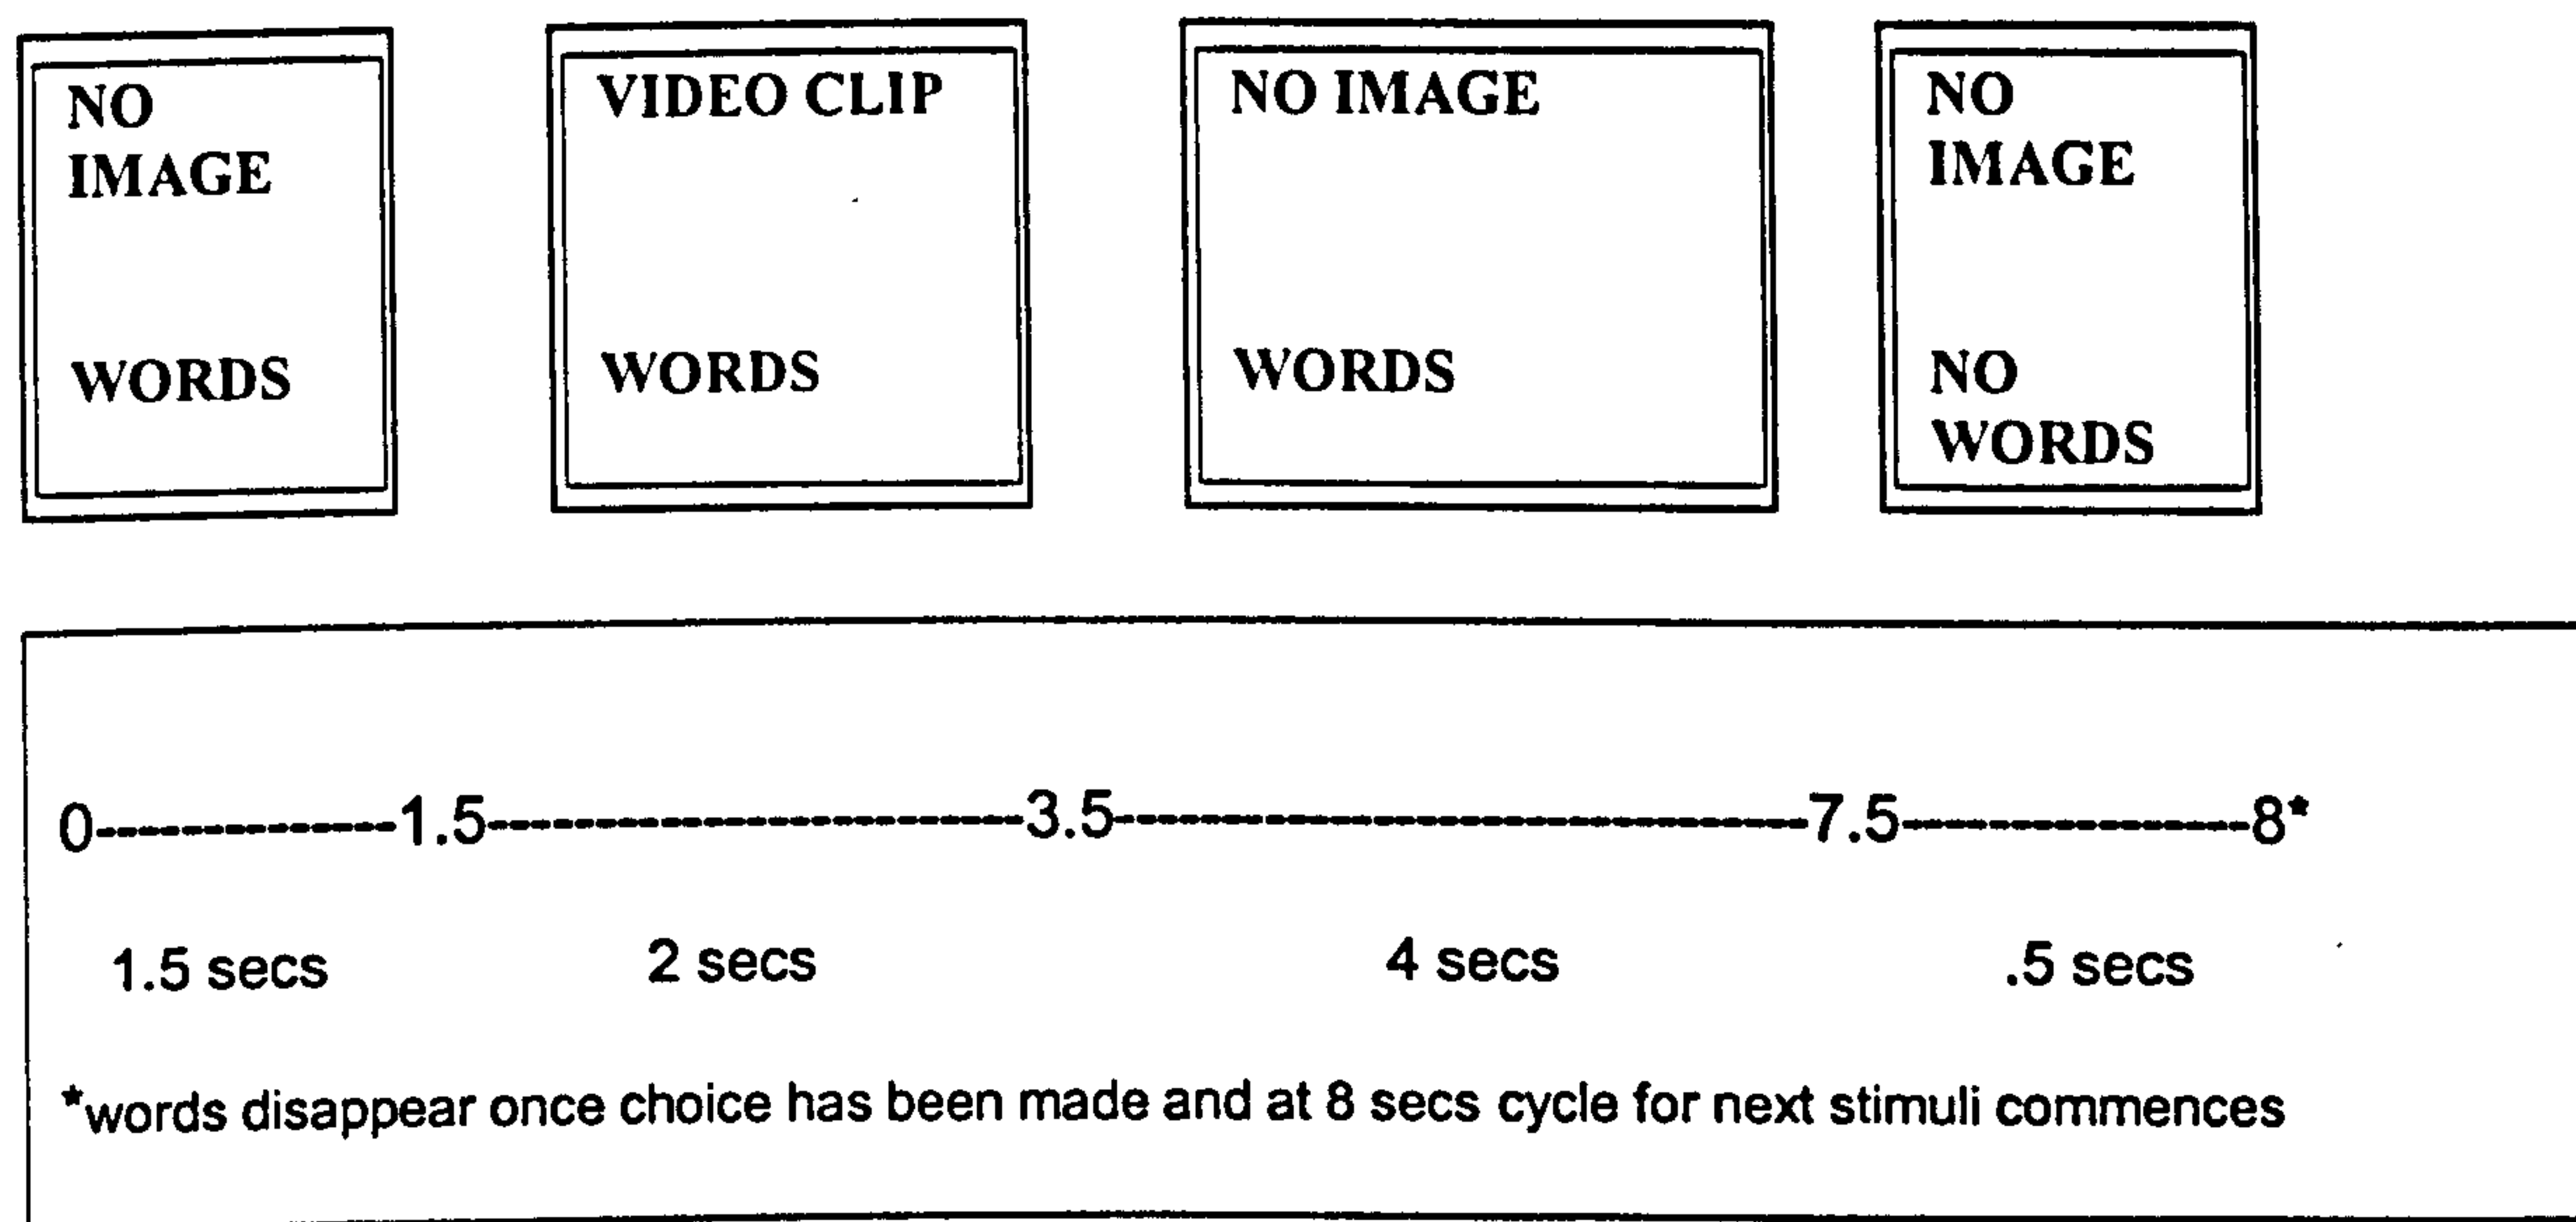 NO
IMAGE
WORDS
VIDEO CLIP
WORDS
NO IMAGE
WORDS
NO
IMAGE
NO
WORDS
0----------------1.5----------------------------3.5------------------------------------7.5------------------8*
1.5 secs 2 secs 4 secs .5 secs
*words disappear once choice has been made and at 8 secs cycle for next stimuli commences